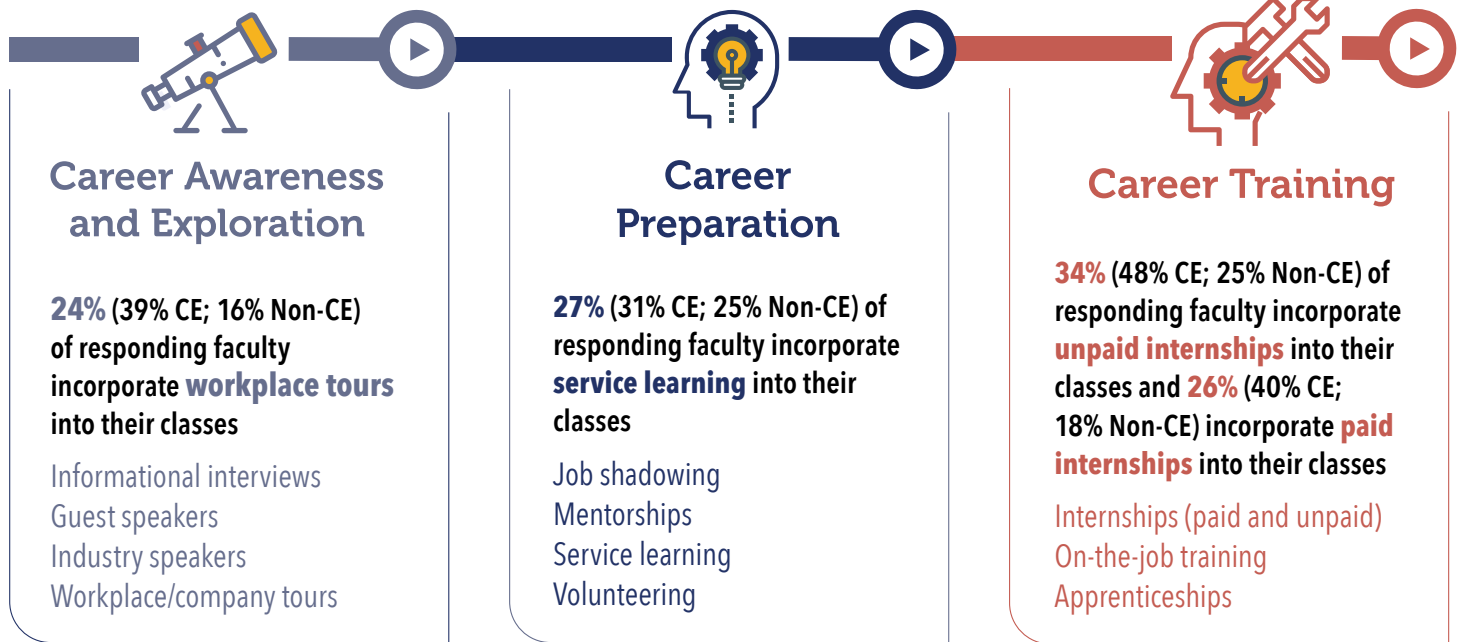 Career Awareness
and Exploration
24% (39% CE; 16% Non-CE)
of responding faculty
incorporate workplace tours
into their classes
Informational interviews
Guest speakers
Industry speakers
Workplace/company tours
Career
Preparation
27% (31% CE; 25% Non-CE) of
responding faculty incorporate
service learning into their
classes
Job shadowing
Mentorships
Service learning
Volunteering
Career Training
34% (48% CE; 25% Non-CE) of
responding faculty incorporate
unpaid internships into their
classes and 26% (40% CE;
18% Non-CE) incorporate paid
internships into their classes
Internships (paid and unpaid)
On-the-job training
Apprenticeships